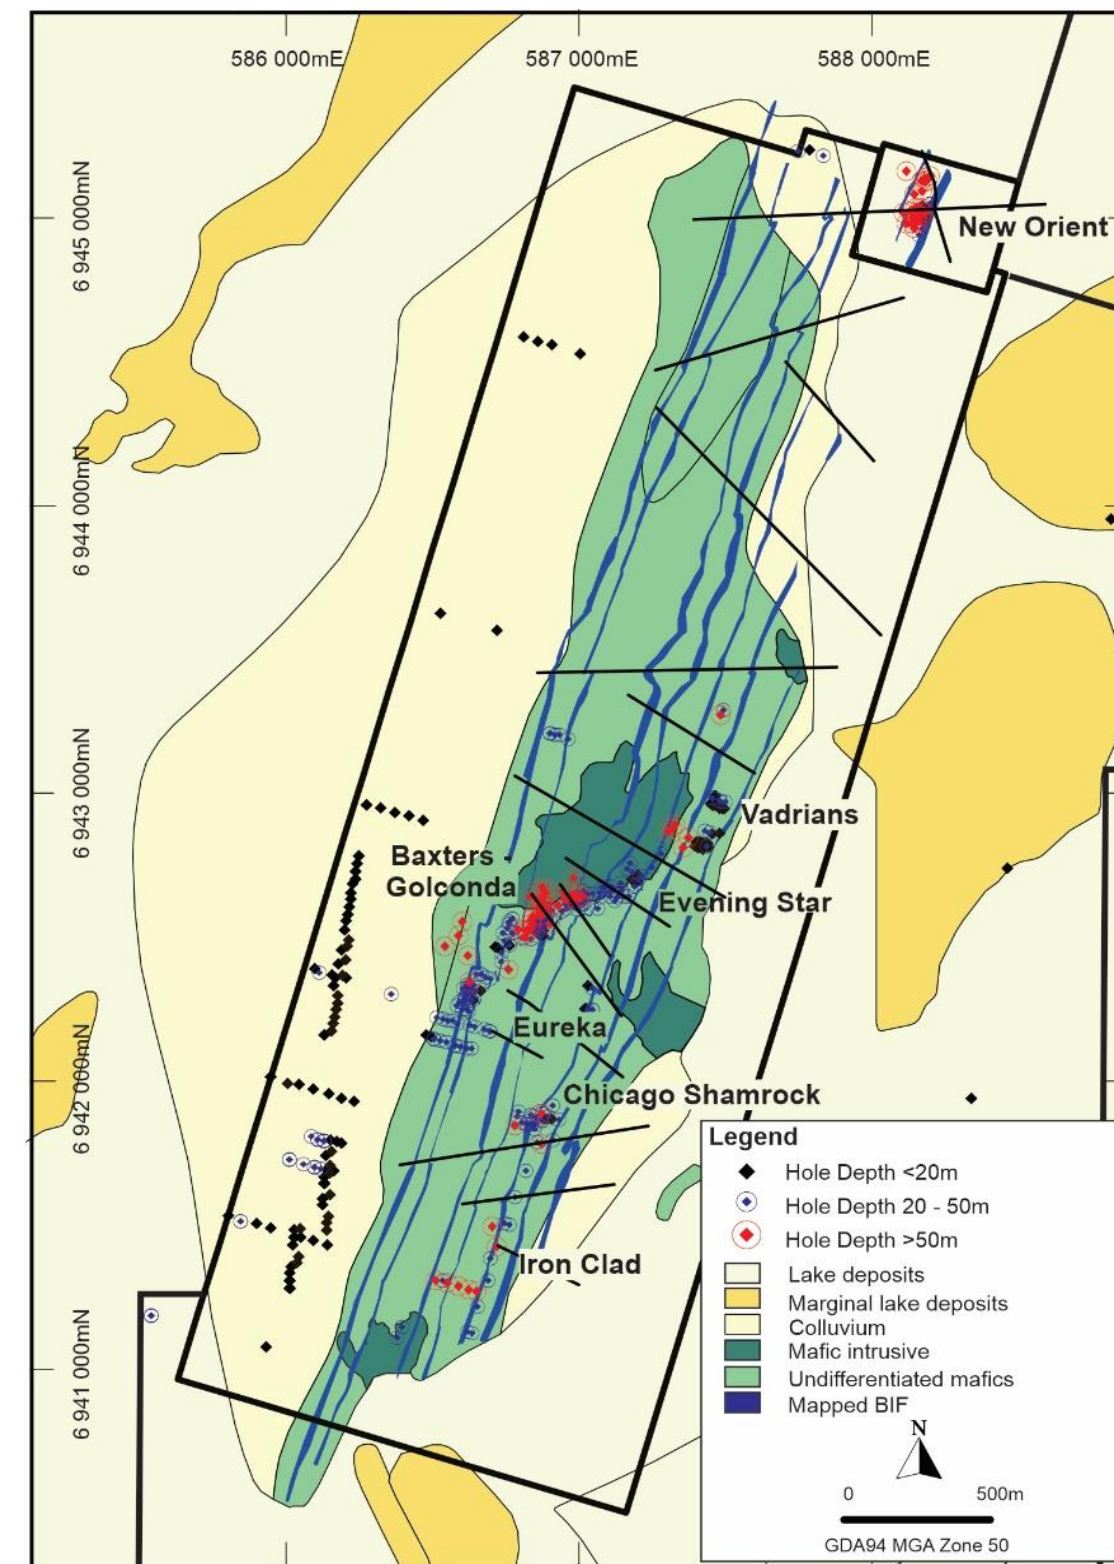 586 000mE
587 000mE
588 000mE
6 945 000mN
New Orient
6 944 000mN
6 943 000mN
Vadrians
Baxters -
Golconda
Evening Star
Eureka
6 942 000mN
Chicago Shamrock
Iron Clad
6 941 000mN
Legend
Hole Depth <20m
Hole Depth 20 - 50m
Hole Depth >50m
Lake deposits
Marginal lake deposits
Colluvium
Mafic intrusive
Undifferentiated mafics
Mapped BIF
N
0 500m
GDA94 MGA Zone 50